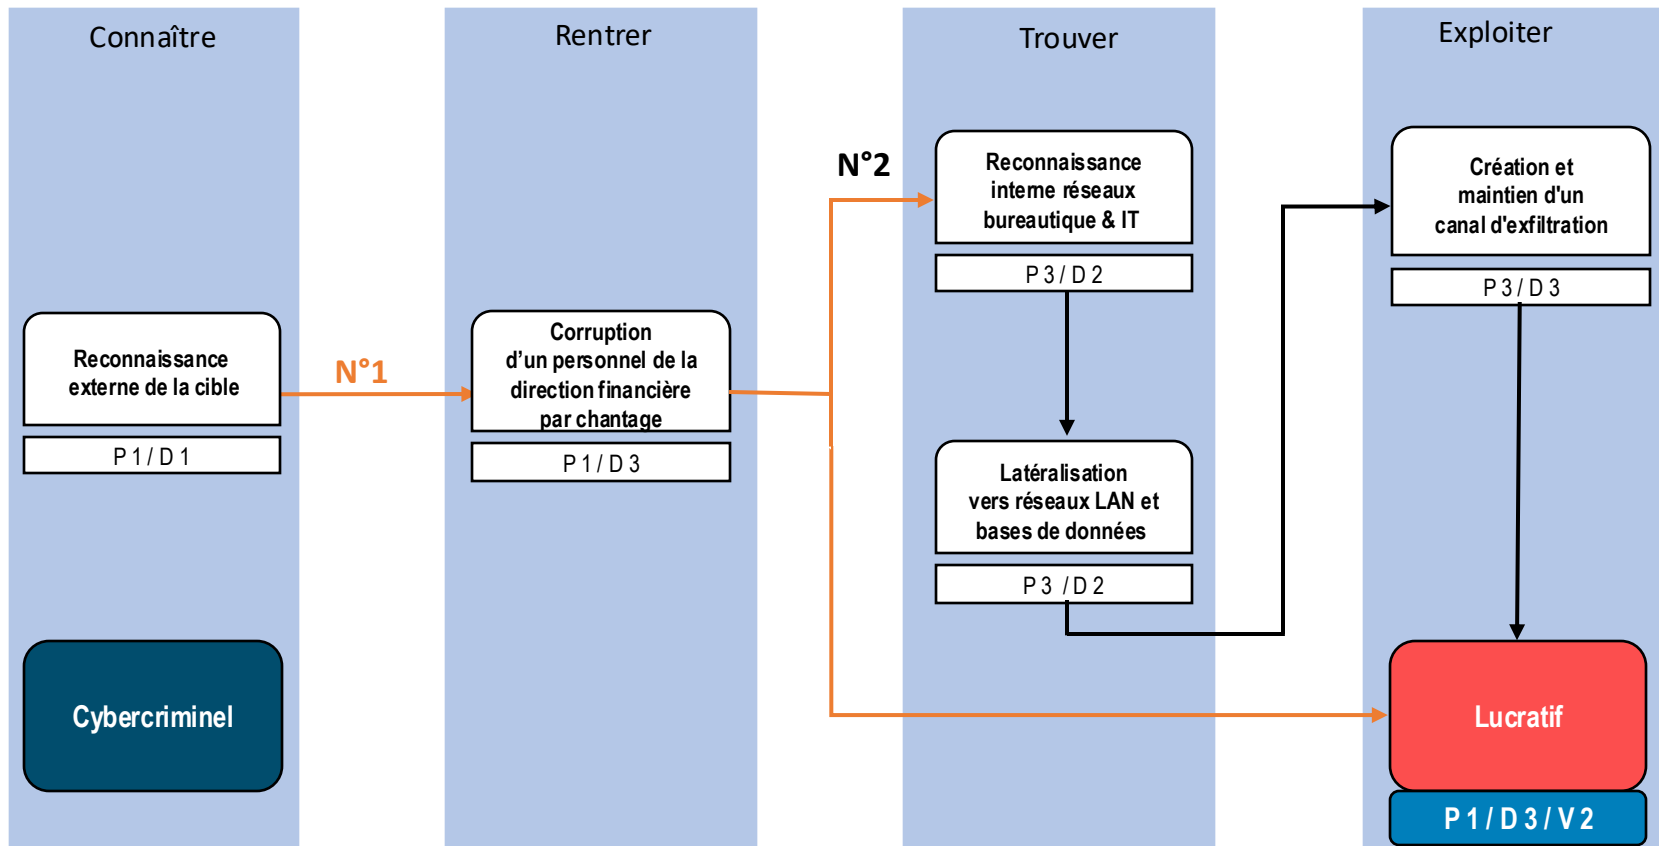 Connaître
Rentrer
Trouver
Exploiter
Reconnaissance
externe de la cible
P 1 / D 1
N°1
Corruption
d’un personnel de la
direction financière
par chantage
P 1 / D 3
N°2
Reconnaissance
interne réseaux
bureautique & IT
P 3 / D 2
Latéralisation
vers réseaux LAN et
bases de données
P 3 / D 2
Création et
maintien d'un
canal d'exfiltration
P 3 / D 3
Cybercriminel
Lucratif
P 1 / D 3 / V 2